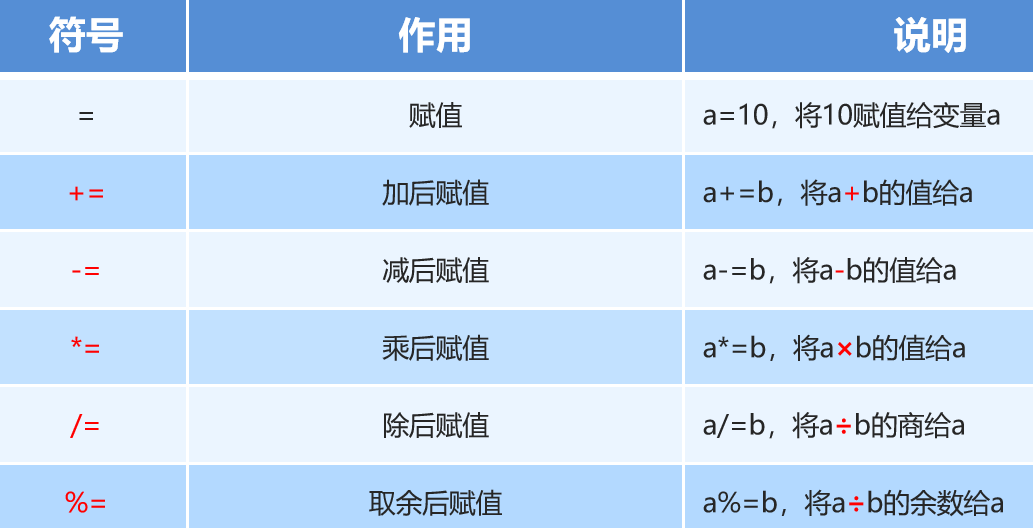 符号 作用 说明
= 赋值 a=10，将10赋值给变量a
+= 加后赋值 a+=b，将a+b的值给a
-= 减后赋值 a-=b，将a-b的值给a
*= 乘后赋值 a*=b，将a×b的值给a
/= 除后赋值 a/=b，将a÷b的商给a
%= 取余后赋值 a%=b，将a÷b的余数给a